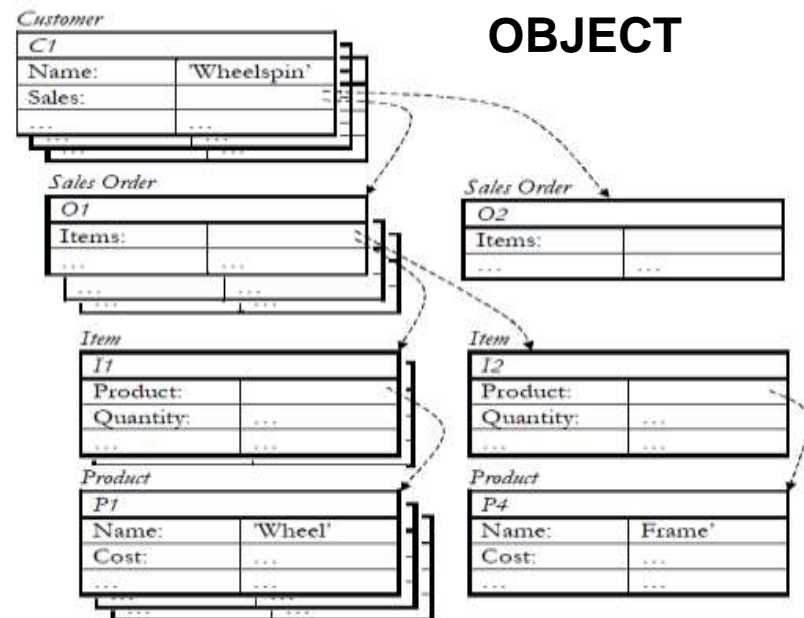 OBJECT
Customer
C1
Name: 'Wheelspin'
Sales:
... ...
... ...
... ...
Sales Order
O1
Items:
... ...
... ...
... ...
Sales Order
O2
Items:
... ...
Item
I1
Product:
Quantity: ...
... ...
Item
I2
Product:
Quantity: ...
... ...
Product
P1
Name: 'Wheel'
Cost: ...
... ...
... ...
... ...
Product
P4
Name: Frame'
Cost: ...
... ...